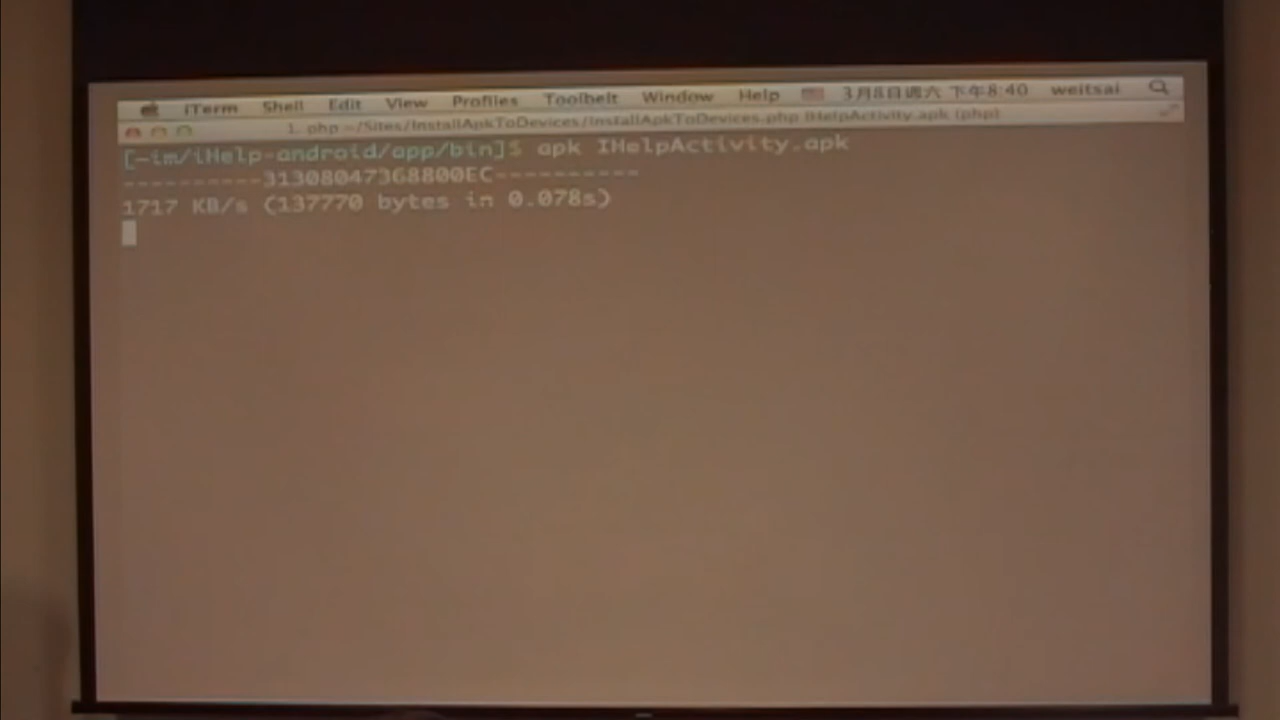 iTerm Shell Edit View Profiles Toolbelt Window Help 3月8日週六 下午8:40 weitsai
1. php ~/Sites/InstallApkToDevices/InstallApkToDevices.php IHelpActivity.apk (php)
[~im/iHelp-android/app/bin]$ apk IHelpActivity.apk
----------31308047368800EC----------
1717 KB/s (137770 bytes in 0.078s)